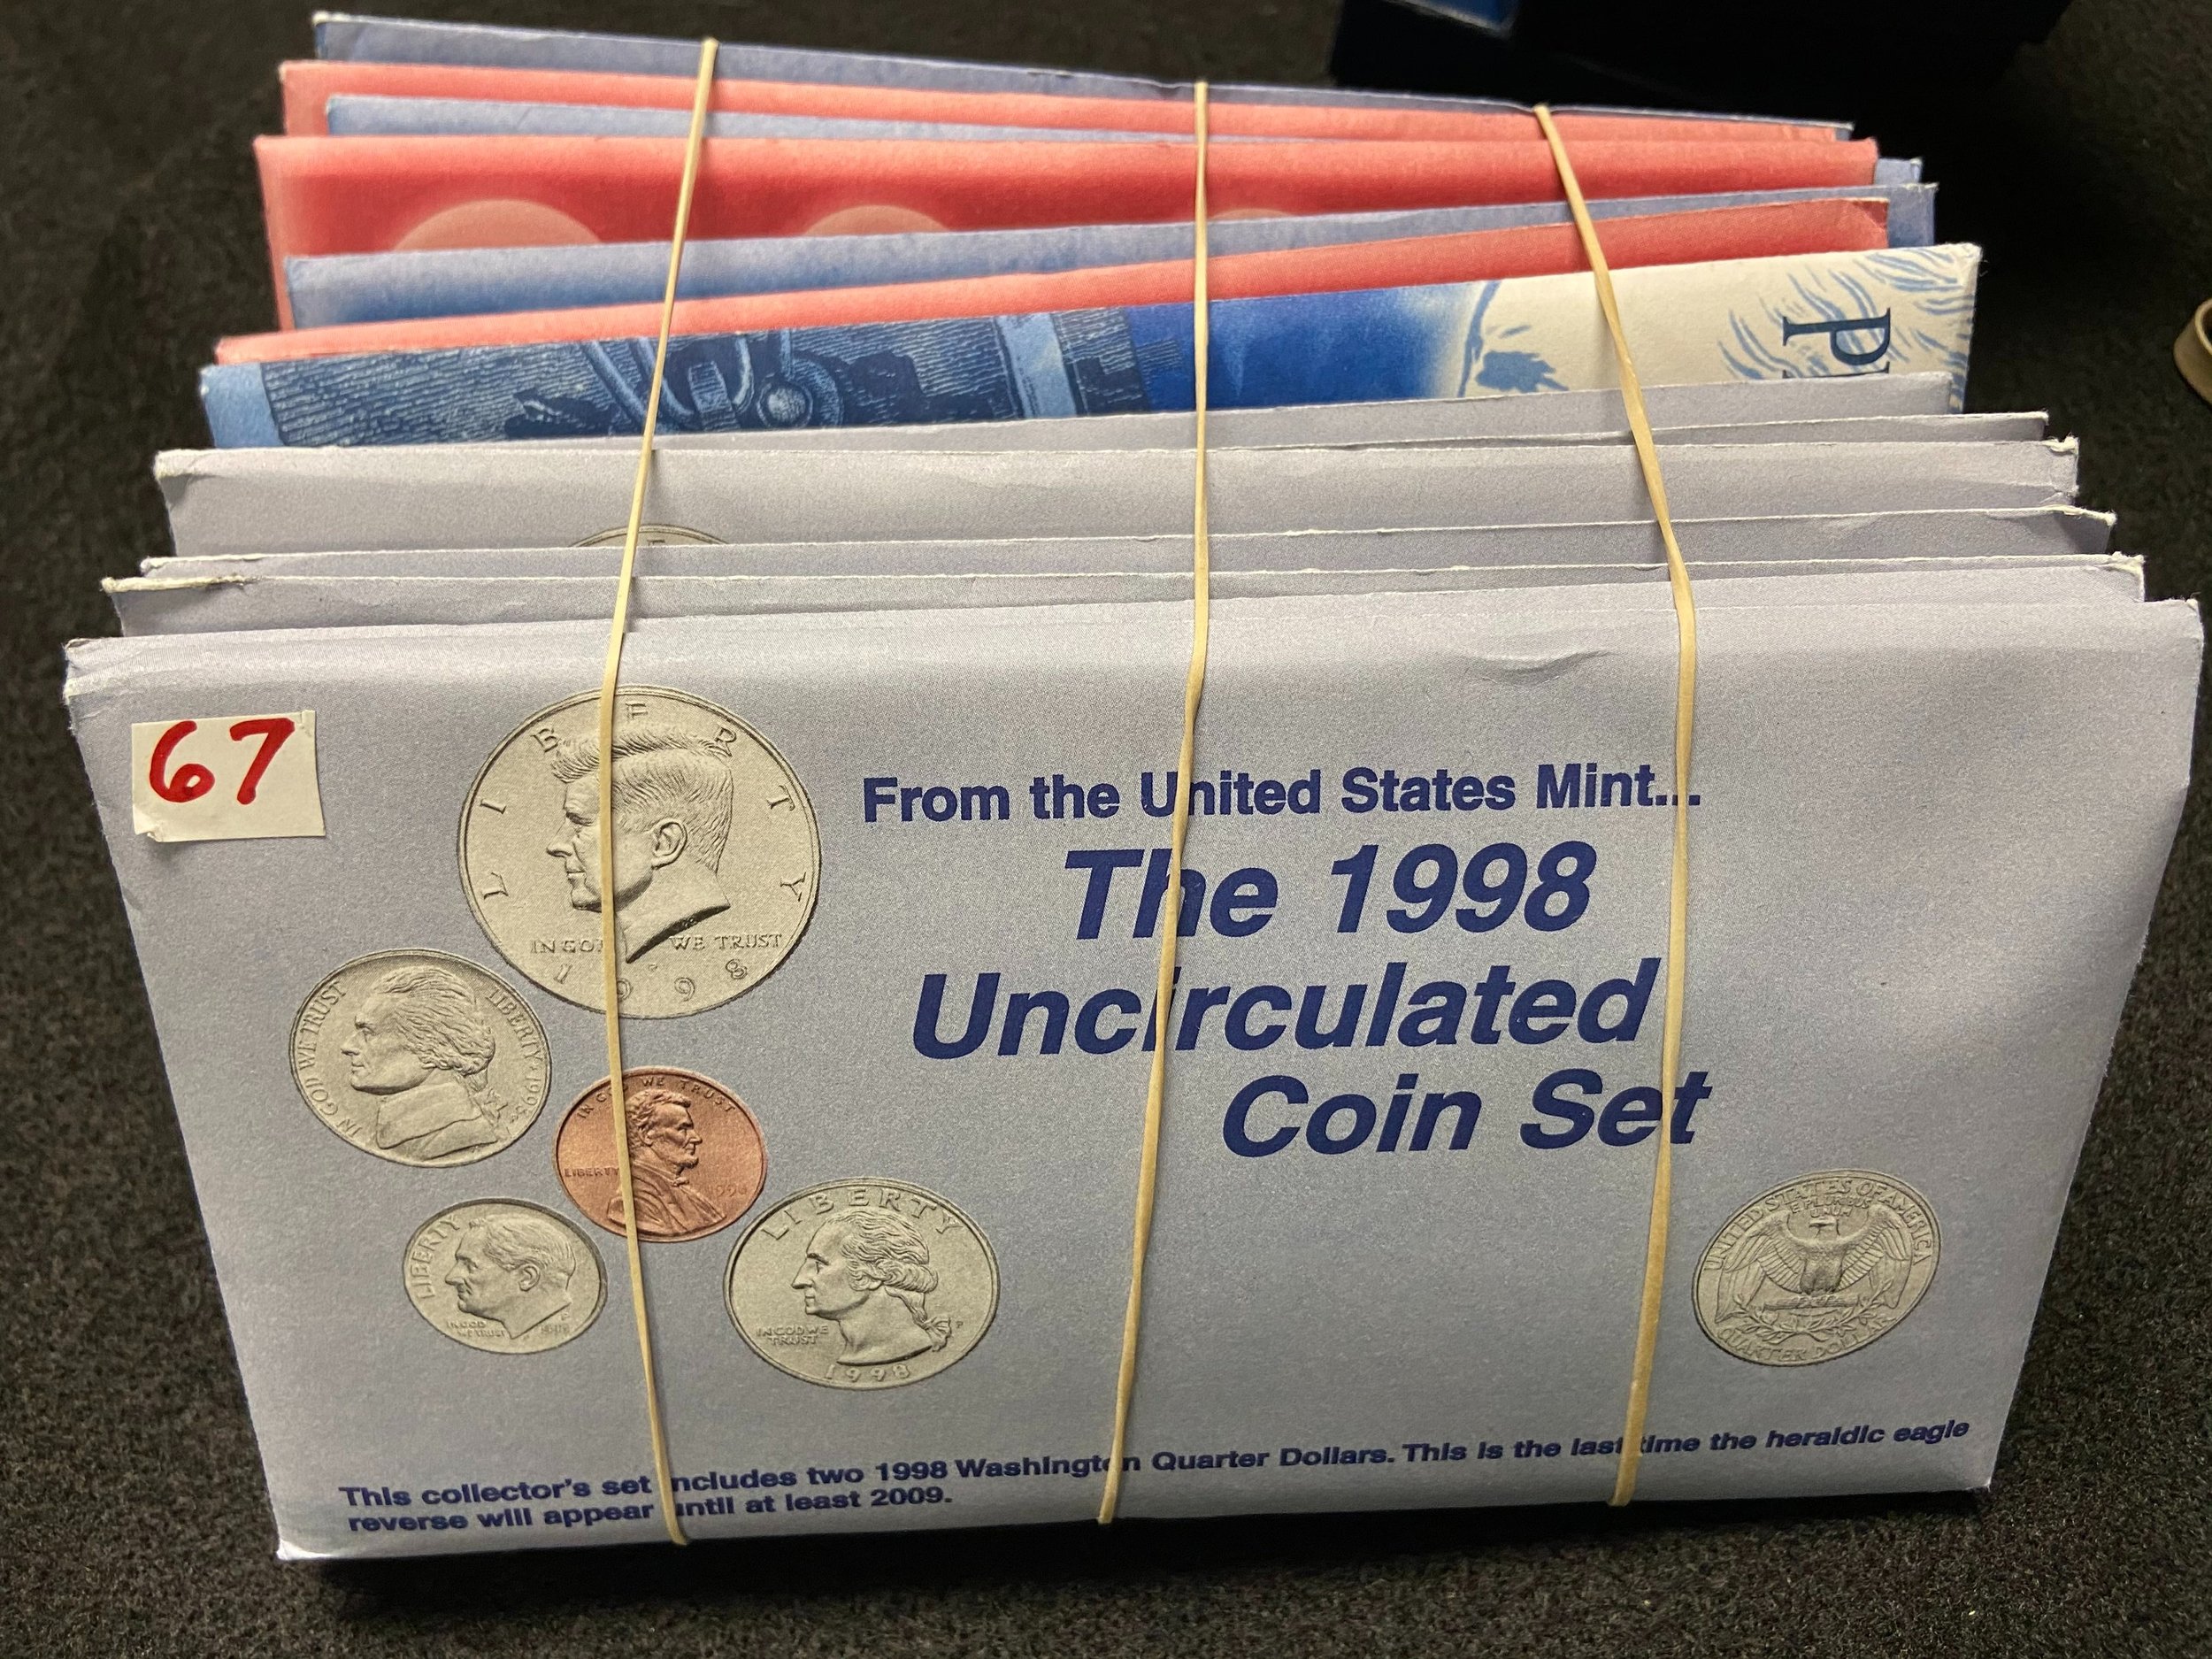 P
67
From the United States Mint...
The 1998
Uncirculated
Coin Set
LIBERTY
IN GOD WE TRUST
1998
IN GOD WE TRUST
LIBERTY
IN GOD WE TRUST
LIBERTY
LIBERTY
IN GOD
WE TRUST
LIBERTY
IN GOD WE
TRUST
P
1998
UNITED STATES OF AMERICA
E PLURIBUS
UNUM
QUARTER DOLLAR
This collector's set includes two 1998 Washington Quarter Dollars. This is the last time the heraldic eagle
reverse will appear until at least 2009.